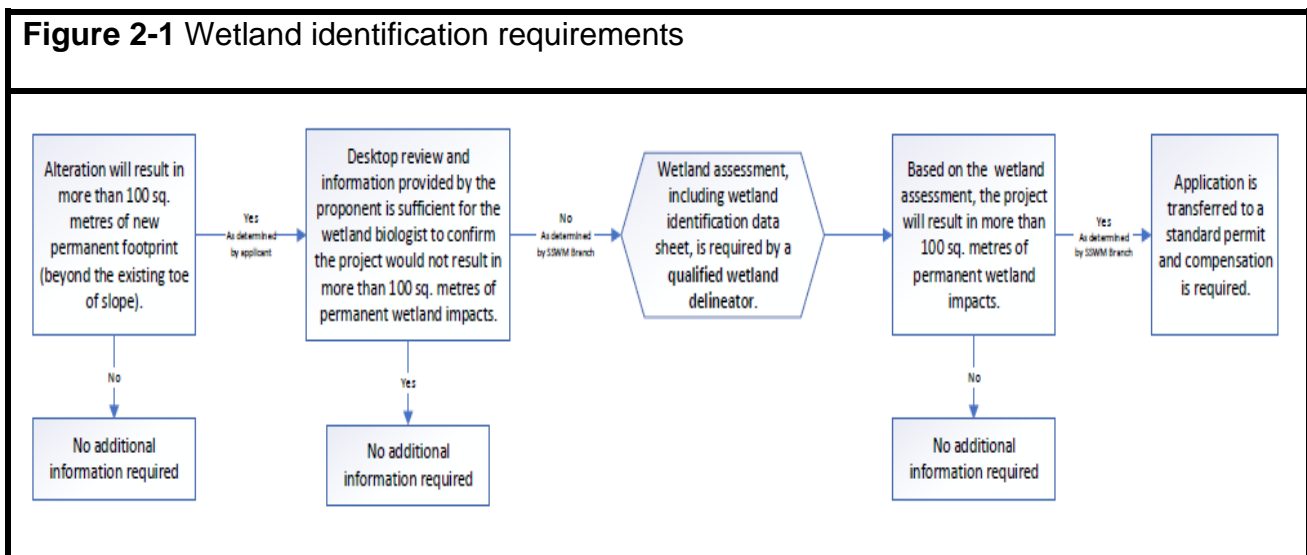 Figure 2-1 Wetland identification requirements
Alteration will result in
more than 100 sq.
metres of new
permanent footprint
(beyond the existing toe
of slope).
Yes
As determined
by applicant
No
No additional
information required
Desktop review and
information provided by the
proponent is sufficient for the
wetland biologist to confirm
the project would not result in
more than 100 sq. metres of
permanent wetland impacts.
No
As determined
by SSWM Branch
Yes
No additional
information required
Wetland assessment,
including wetland
identification data
sheet, is required by a
qualified wetland
delineator.
Based on the wetland
assessment, the project
will result in more than
100 sq. metres of
permanent wetland
impacts.
Yes
As determined
by SSWM Branch
No
No additional
information required
Application is
transferred to a
standard permit
and compensation
is required.